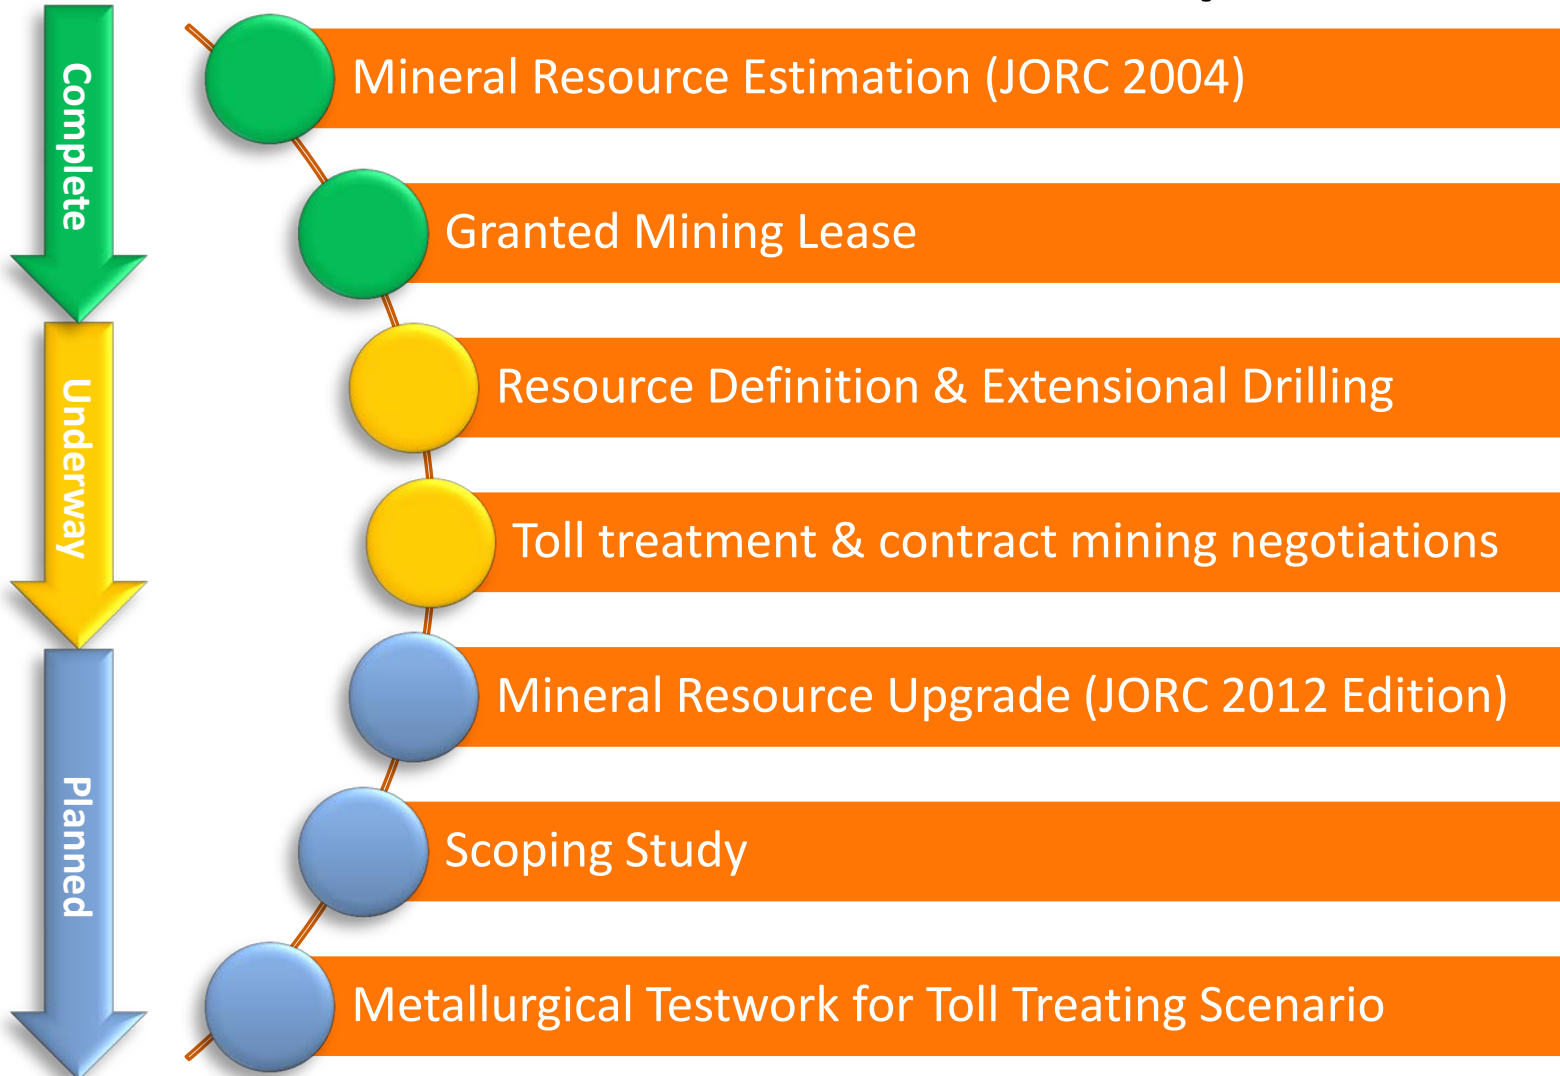 Complete
Mineral Resource Estimation (JORC 2004)
Granted Mining Lease
Underway
Resource Definition & Extensional Drilling
Toll treatment & contract mining negotiations
Planned
Mineral Resource Upgrade (JORC 2012 Edition)
Scoping Study
Metallurgical Testwork for Toll Treating Scenario